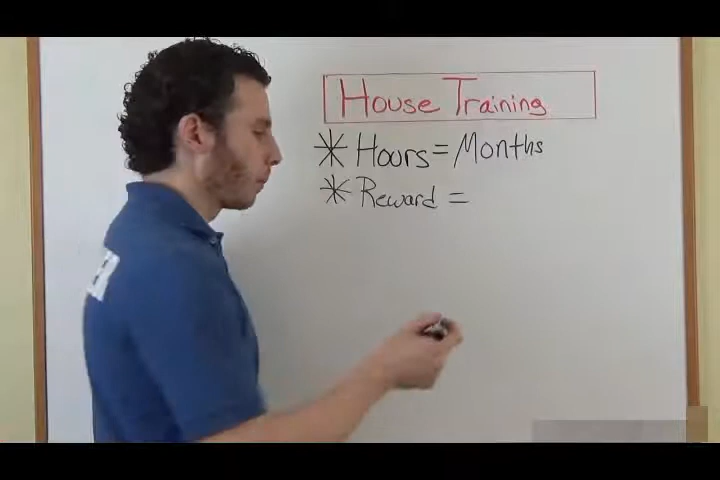 House Training
* Hours = Months
* Reward =